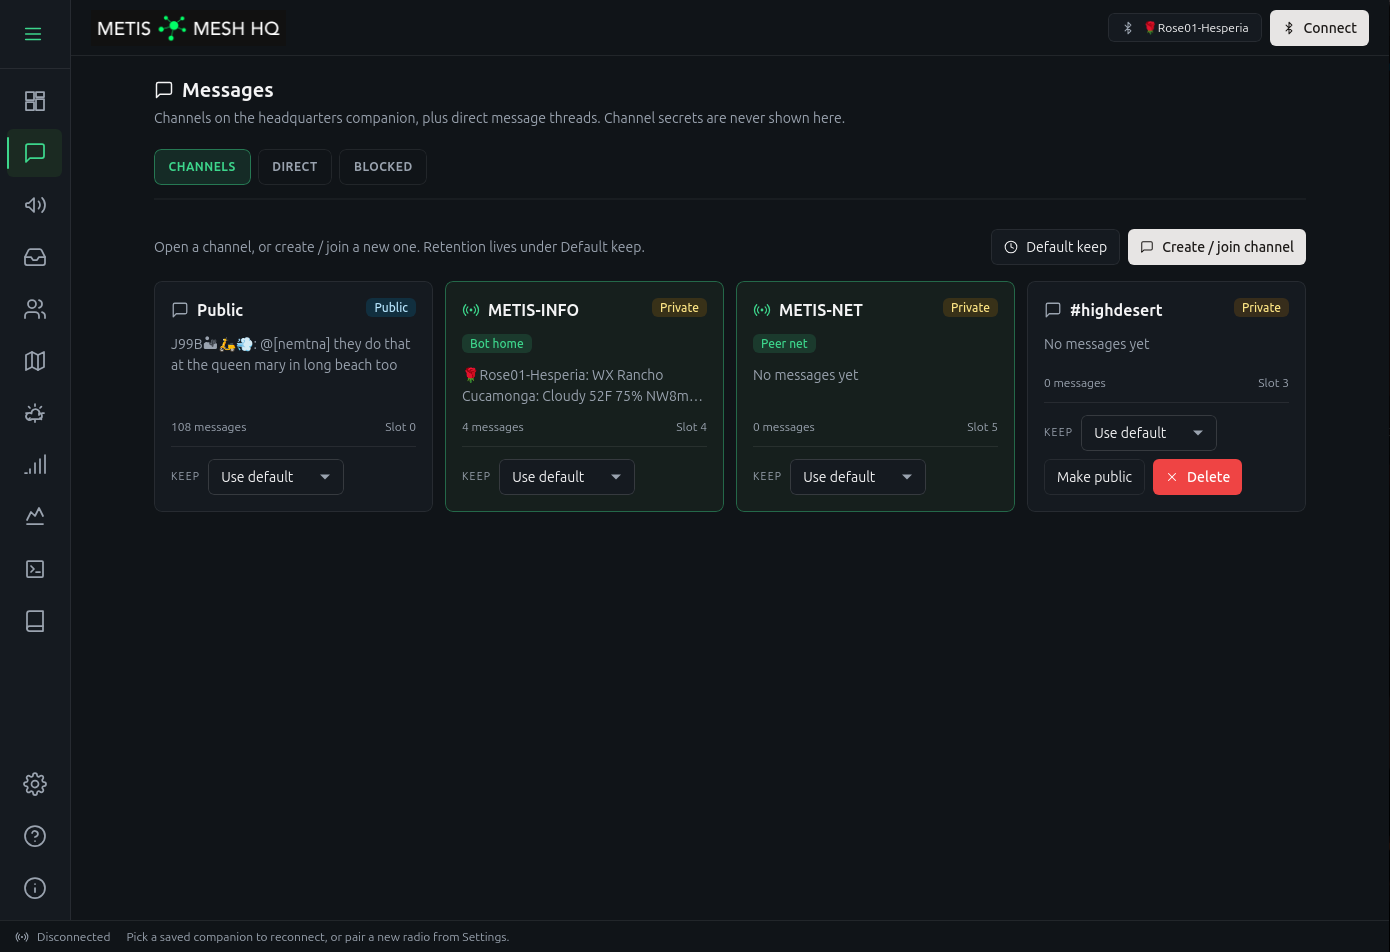 METIS MESH HQ
🌹Rose01-Hesperia
Connect
Messages
Channels on the headquarters companion, plus direct message threads. Channel secrets are never shown here.
CHANNELS
DIRECT
BLOCKED
Open a channel, or create / join a new one. Retention lives under Default keep.
Default keep
Create / join channel
Public
Public
J99B🏜️🛵💨: @[nemtna] they do that
at the queen mary in long beach too
108 messages
Slot 0
KEEP
Use default
METIS-INFO
Private
Bot home
🌹Rose01-Hesperia: WX Rancho
Cucamonga: Cloudy 52F 75% NW8m…
4 messages
Slot 4
KEEP
Use default
METIS-NET
Private
Peer net
No messages yet
0 messages
Slot 5
KEEP
Use default
#highdesert
Private
No messages yet
0 messages
Slot 3
KEEP
Use default
Make public
Delete
Disconnected
Pick a saved companion to reconnect, or pair a new radio from Settings.